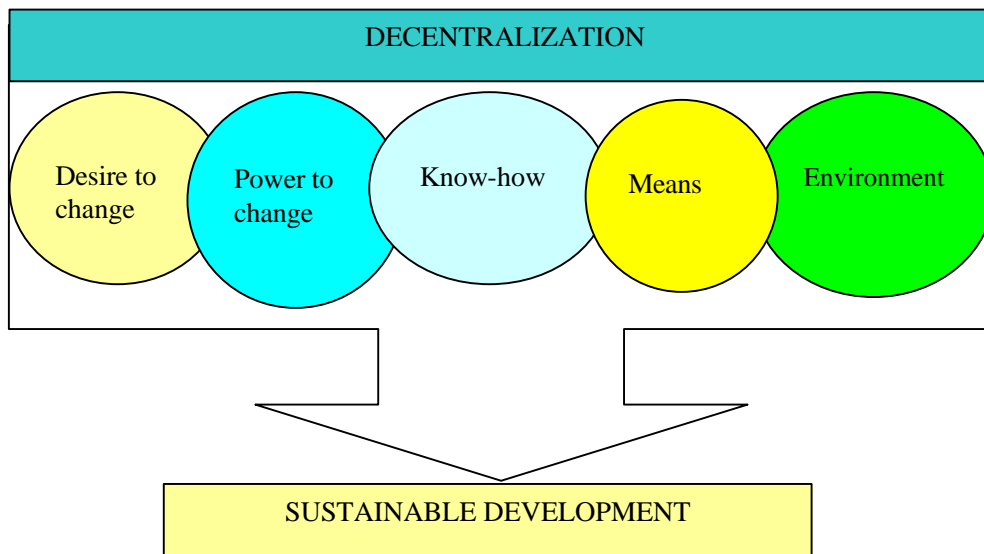 DECENTRALIZATION
Desire to
change
Power to
change
Know-how
Means
Environment
SUSTAINABLE DEVELOPMENT